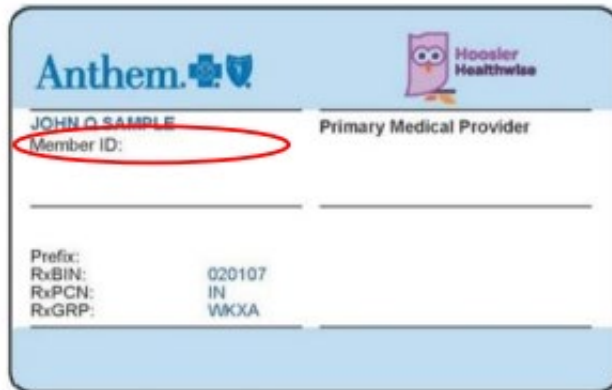 Anthem.
Hoosier
Healthwise
JOHN Q SAMPLE
Member ID:
Primary Medical Provider
Prefix:
RxBIN: 020107
RxPCN: IN
RxGRP: WKXA